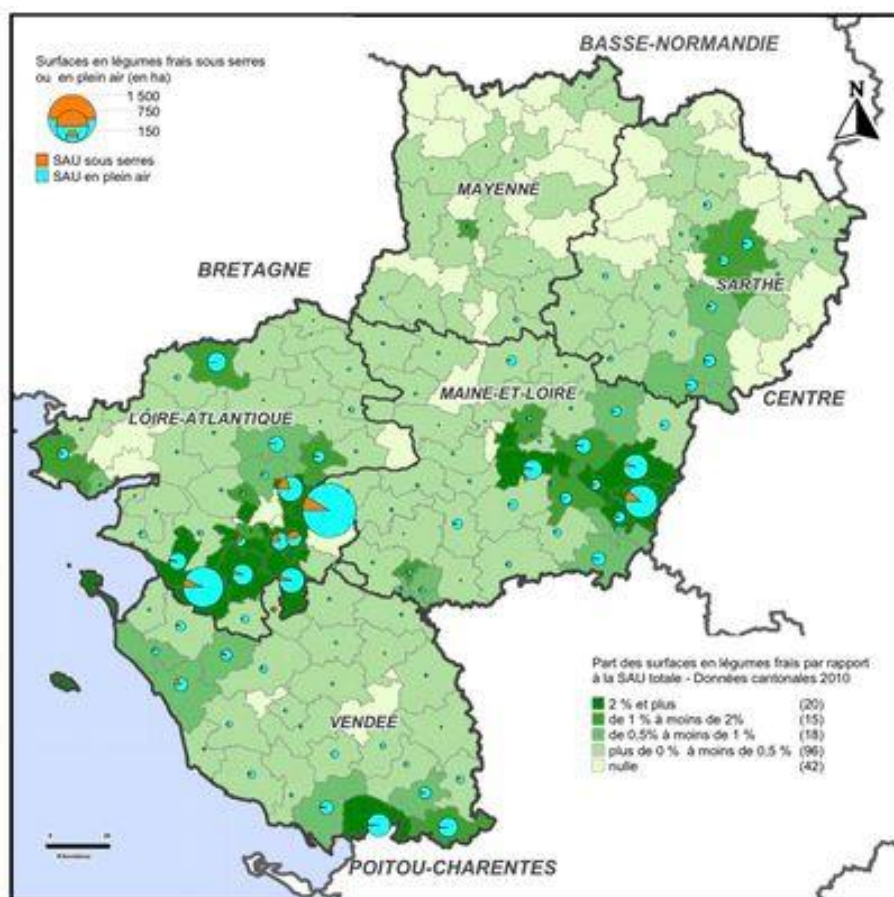 BASSE-NORMANDIE
Surfaces en légumes frais sous serres
ou en plein air (en ha)
1 500
750
150
SAU sous serres
SAU en plein air
N
MAYENNE
BRETAGNE
SARTHE
MAINE-ET-LOIRE
CENTRE
LOIRE-ATLANTIQUE
Part des surfaces en légumes frais par rapport
à la SAU totale - Données cantonales 2010
2 % et plus (20)
de 1 % à moins de 2% (15)
de 0,5% à moins de 1 % (18)
plus de 0 % à moins de 0,5 % (96)
nulle (42)
VENDÉE
POITOU-CHARENTES